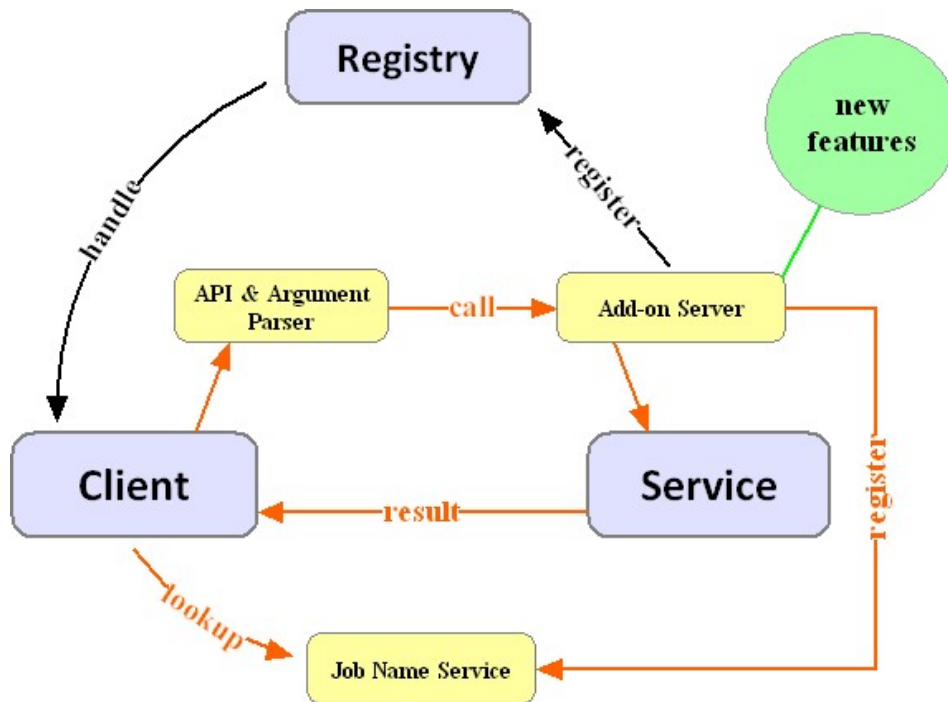 Registry
new
features
register
handle
API & Argument
Parser
call
Add-on Server
Client
Service
result
register
lookup
Job Name Service